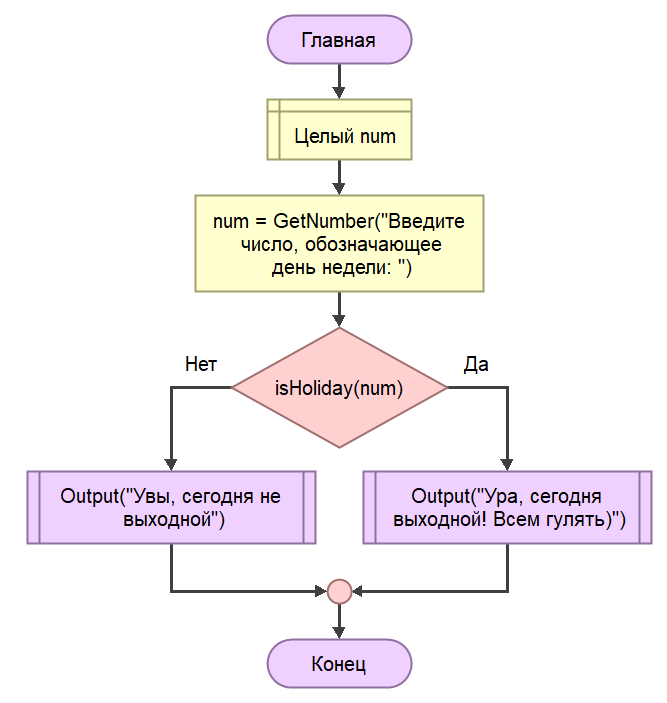 Главная
Целый num
num = GetNumber("Введите
число, обозначающее
день недели: ")
Нет
Да
isHoliday(num)
Output("Увы, сегодня не
выходной")
Output("Ура, сегодня
выходной! Всем гулять)")
Конец